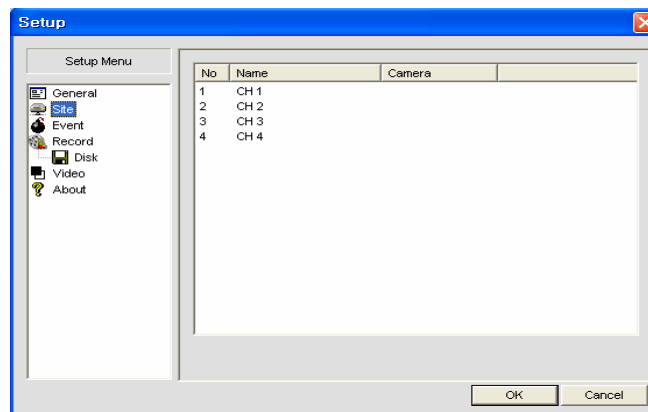 Setup
Setup Menu
General
Site
Event
Record
Disk
Video
About
No Name Camera
1 CH 1
2 CH 2
3 CH 3
4 CH 4
OK Cancel